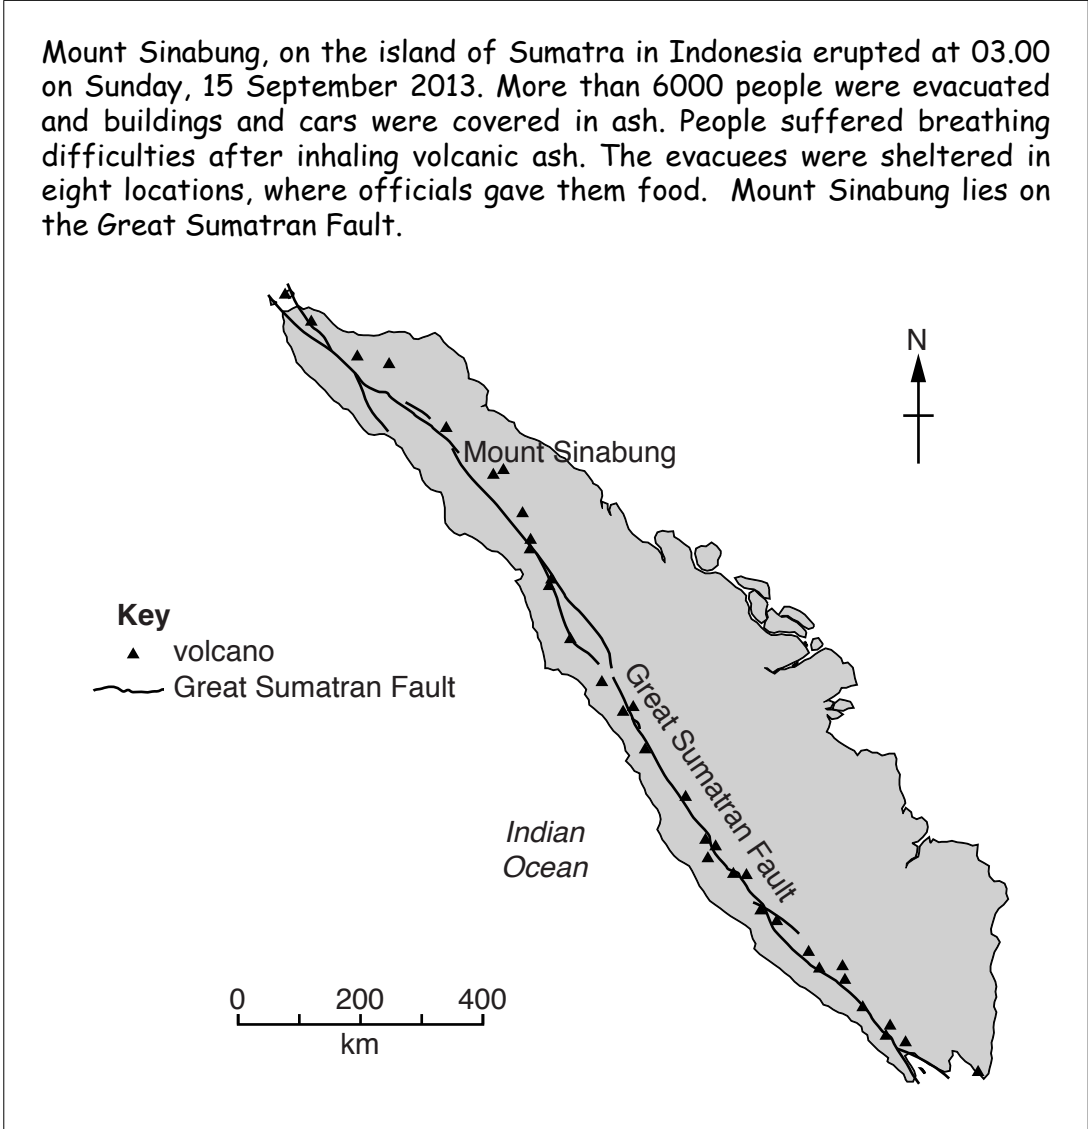 Mount Sinabung, on the island of Sumatra in Indonesia erupted at 03.00
on Sunday, 15 September 2013. More than 6000 people were evacuated
and buildings and cars were covered in ash. People suffered breathing
difficulties after inhaling volcanic ash. The evacuees were sheltered in
eight locations, where officials gave them food. Mount Sinabung lies on
the Great Sumatran Fault.
N
Mount Sinabung
Key
volcano
Great Sumatran Fault
Great Sumatran Fault
Indian
Ocean
0 200 400
km